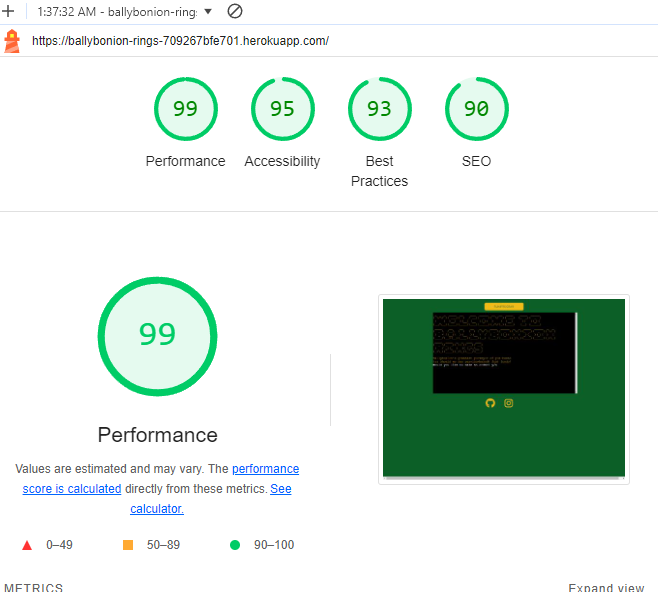 1:37:32 AM - ballybonion-rings
https://ballybonion-rings-709267bfe701.herokuapp.com/
99
95
93
90
Performance
Accessibility
Best
Practices
SEO
99
Performance
Values are estimated and may vary. The performance
score is calculated directly from these metrics. See
calculator.
0–49
50–89
90–100
METRICS
Expand view